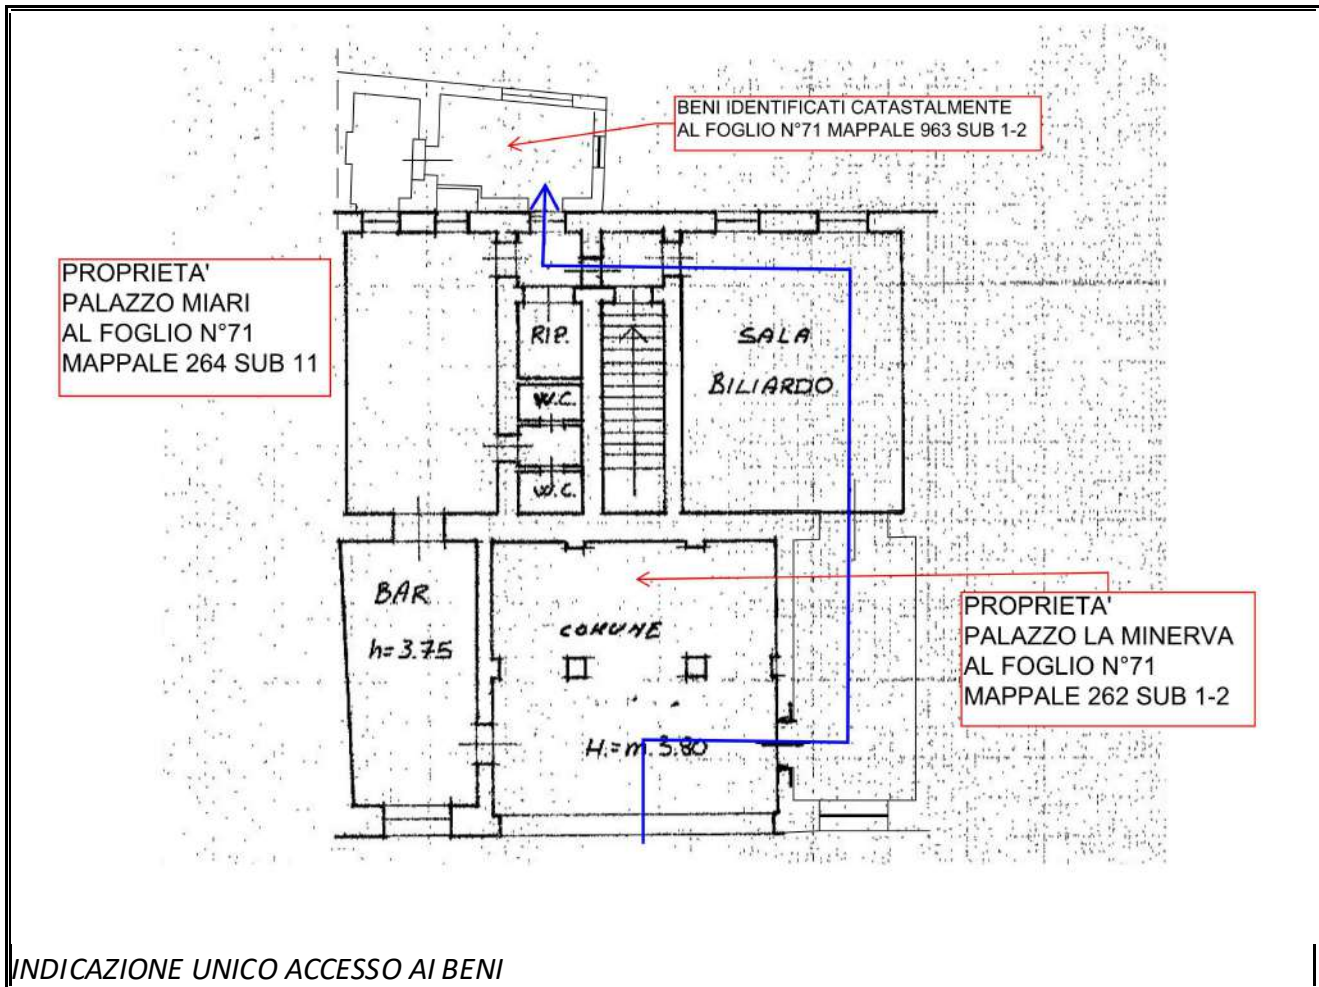 BENI IDENTIFICATI CATASTALMENTE
AL FOGLIO N°71 MAPPALE 963 SUB 1-2
PROPRIETA'
PALAZZO MIARI
AL FOGLIO N°71
MAPPALE 264 SUB 11
RIP.
SALA
BILIARDO
W.C.
W.C.
BAR
h=3.75
COMUNE
H.=m. 3.80
PROPRIETA'
PALAZZO LA MINERVA
AL FOGLIO N°71
MAPPALE 262 SUB 1-2
INDICAZIONE UNICO ACCESSO AI BENI